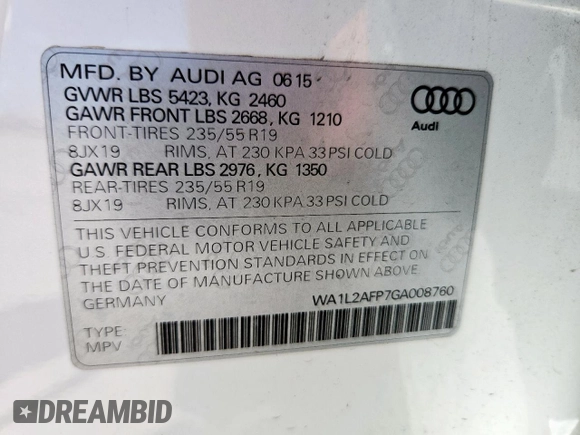 MFD. BY AUDI AG 06 15
GVWR LBS 5423, KG 2460
GAWR FRONT LBS 2668, KG 1210
FRONT-TIRES 235/55 R19
8JX19 RIMS, AT 230 KPA 33 PSI COLD
GAWR REAR LBS 2976, KG 1350
REAR-TIRES 235/55 R19
8JX19 RIMS, AT 230 KPA 33 PSI COLD
Audi
THIS VEHICLE CONFORMS TO ALL APPLICABLE
U.S. FEDERAL MOTOR VEHICLE SAFETY AND
THEFT PREVENTION STANDARDS IN EFFECT ON
THE DATE OF MANUFACTURE SHOWN ABOVE
GERMANY
WA1L2AFP7GA008760
TYPE
MPV
DREAMBID